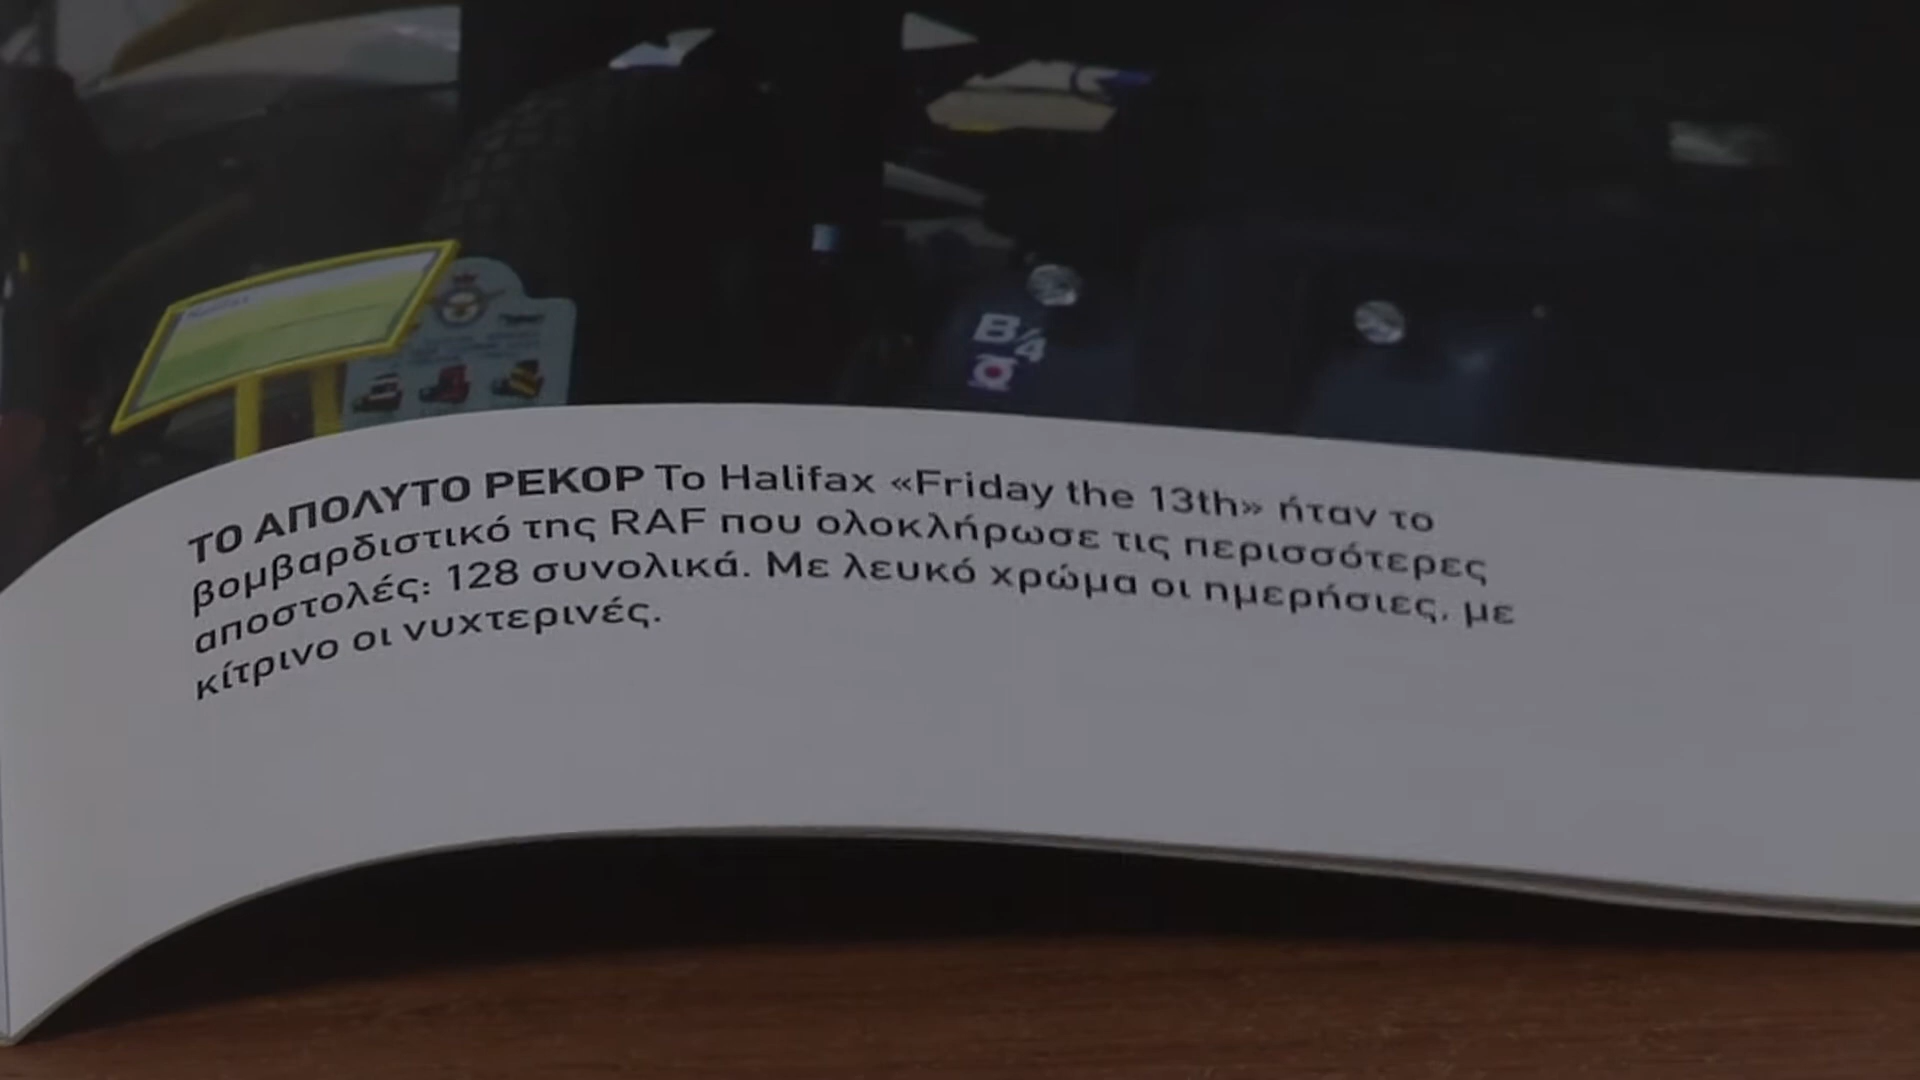 B/4
ΤΟ ΑΠΟΛΥΤΟ ΡΕΚΟΡ Το Halifax «Friday the 13th» ήταν το
βομβαρδιστικό της RAF που ολοκλήρωσε τις περισσότερες
αποστολές: 128 συνολικά. Με λευκό χρώμα οι ημερήσιες, με
κίτρινο οι νυχτερινές.